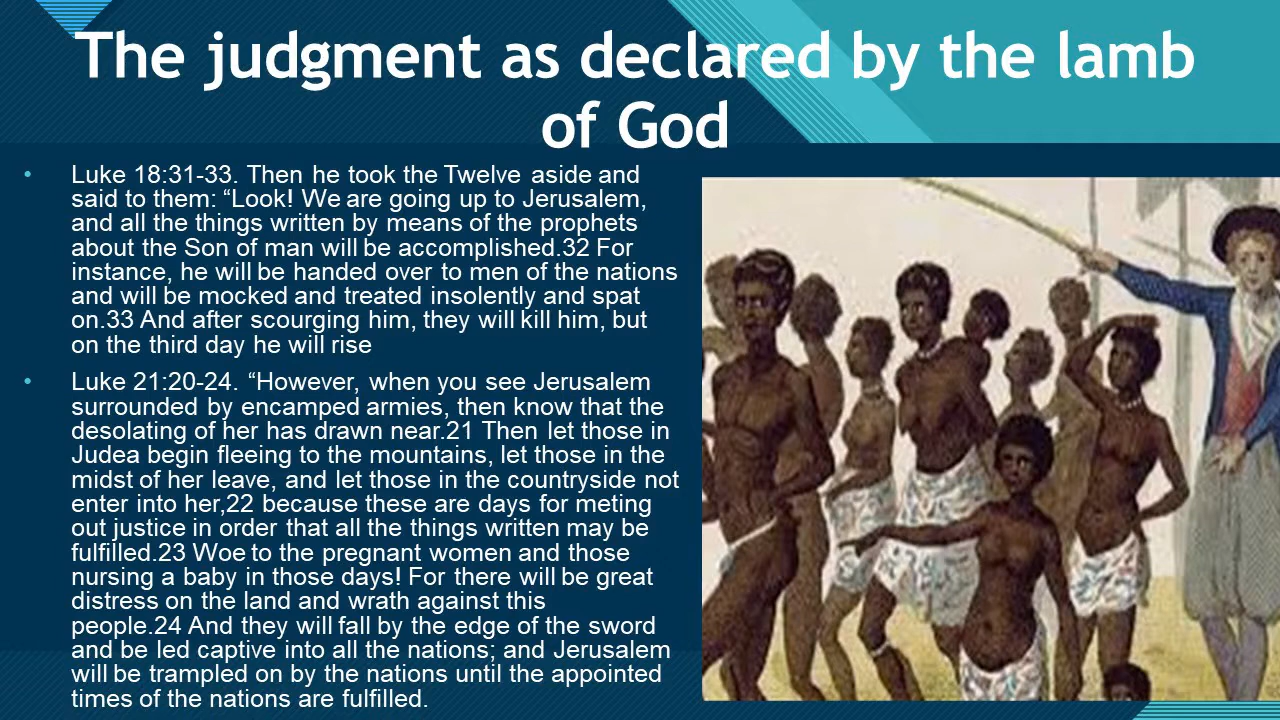 The judgment as declared by the lamb
of God
• Luke 18:31-33. Then he took the Twelve aside and
said to them: “Look! We are going up to Jerusalem,
and all the things written by means of the prophets
about the Son of man will be accomplished.32 For
instance, he will be handed over to men of the nations
and will be mocked and treated insolently and spat
on.33 And after scourging him, they will kill him, but
on the third day he will rise
• Luke 21:20-24. “However, when you see Jerusalem
surrounded by encamped armies, then know that the
desolating of her has drawn near.21 Then let those in
Judea begin fleeing to the mountains, let those in the
midst of her leave, and let those in the countryside not
enter into her,22 because these are days for meting
out justice in order that all the things written may be
fulfilled.23 Woe to the pregnant women and those
nursing a baby in those days! For there will be great
distress on the land and wrath against this
people.24 And they will fall by the edge of the sword
and be led captive into all the nations; and Jerusalem
will be trampled on by the nations until the appointed
times of the nations are fulfilled.